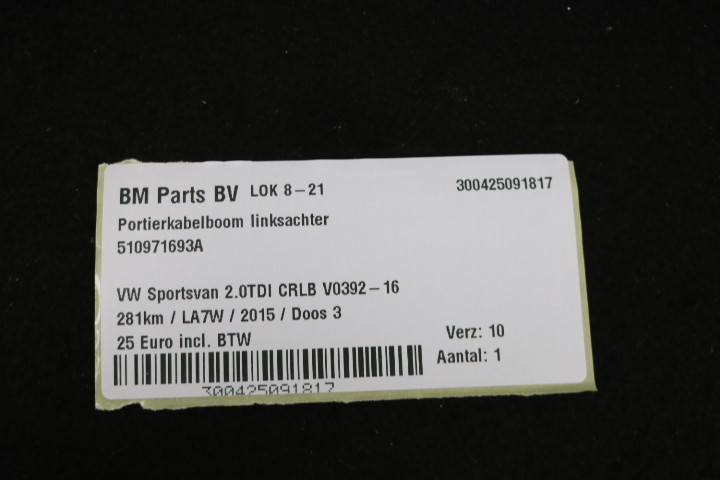 BM Parts BV LOK 8-21 300425091817
Portierkabelboom linksachter
510971693A
VW Sportsvan 2.0TDI CRLB V0392-16
281km / LA7W / 2015 / Doos 3
25 Euro incl. BTW
Verz: 10
Aantal: 1
300425091817